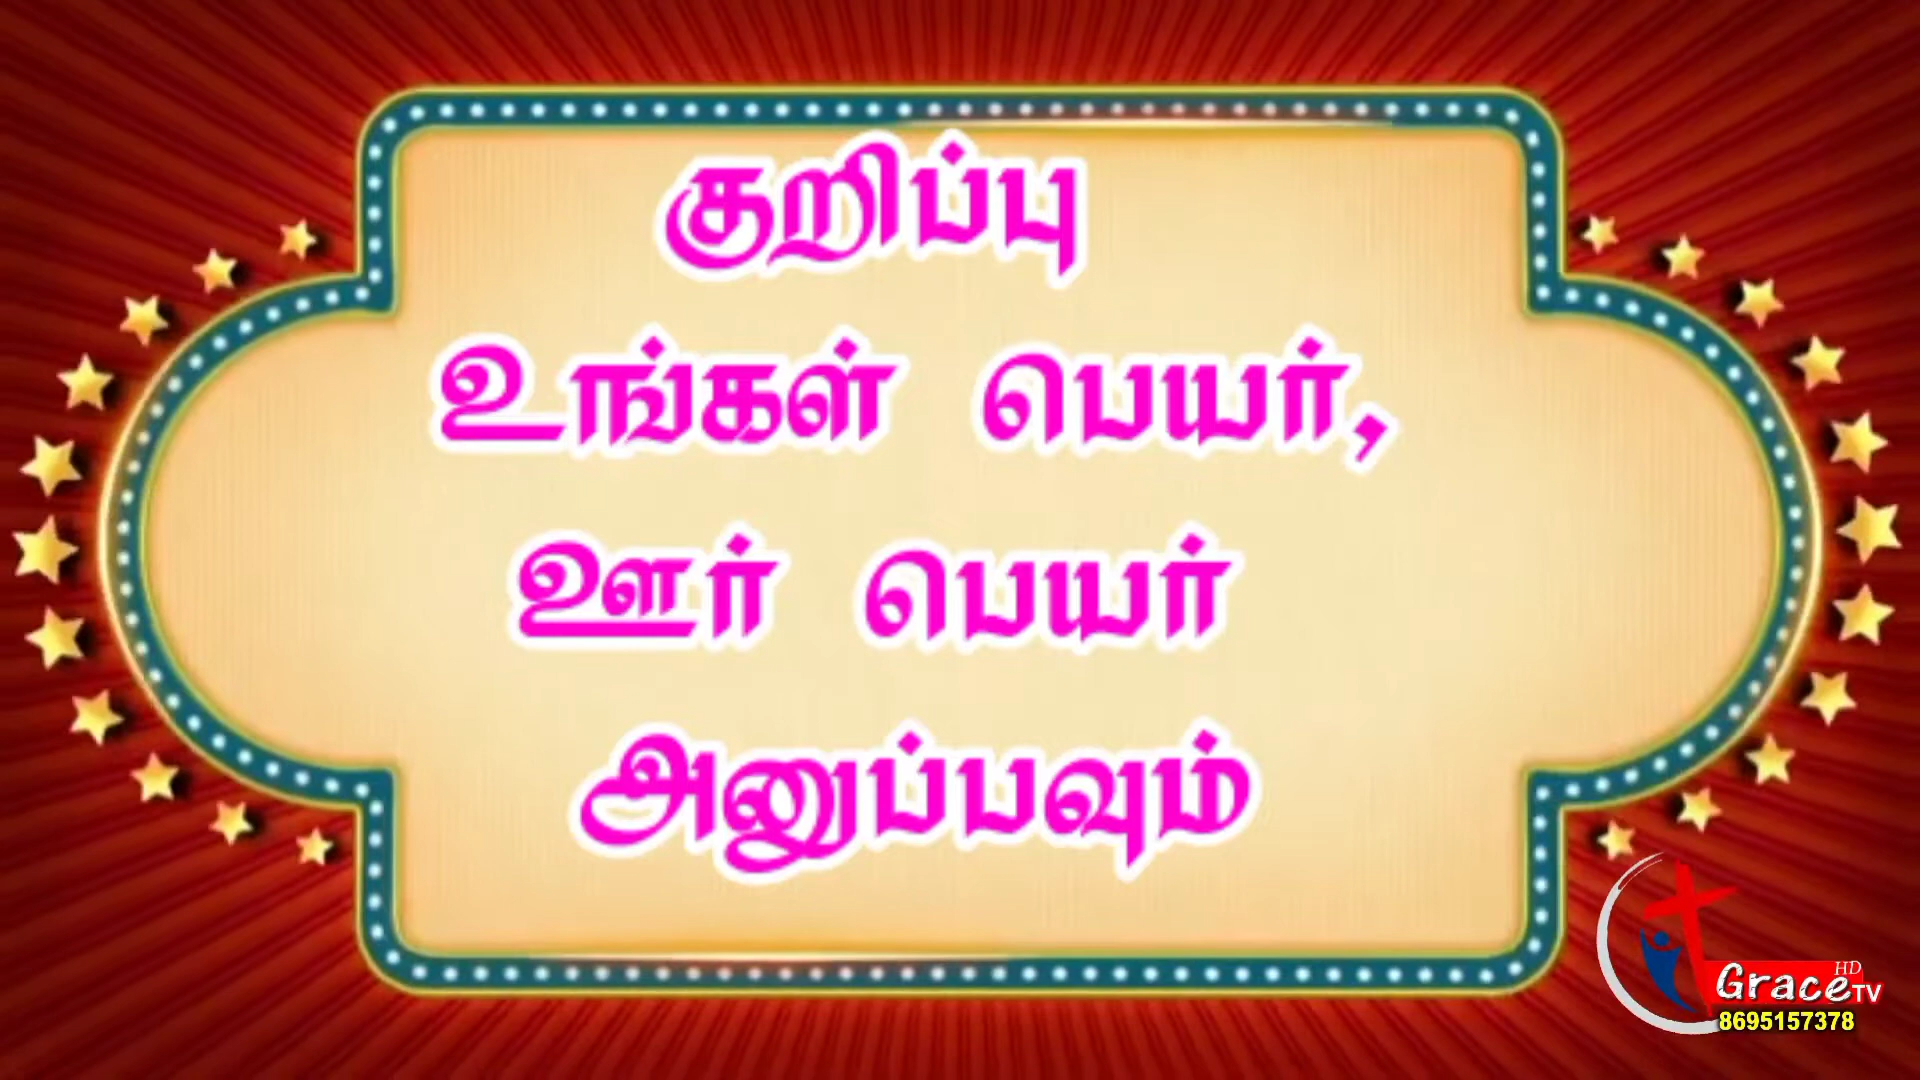 குறிப்பு
உங்கள் பெயர்,
ஊர் பெயர்
அனுப்பவும்
Grace HD TV
8695157378